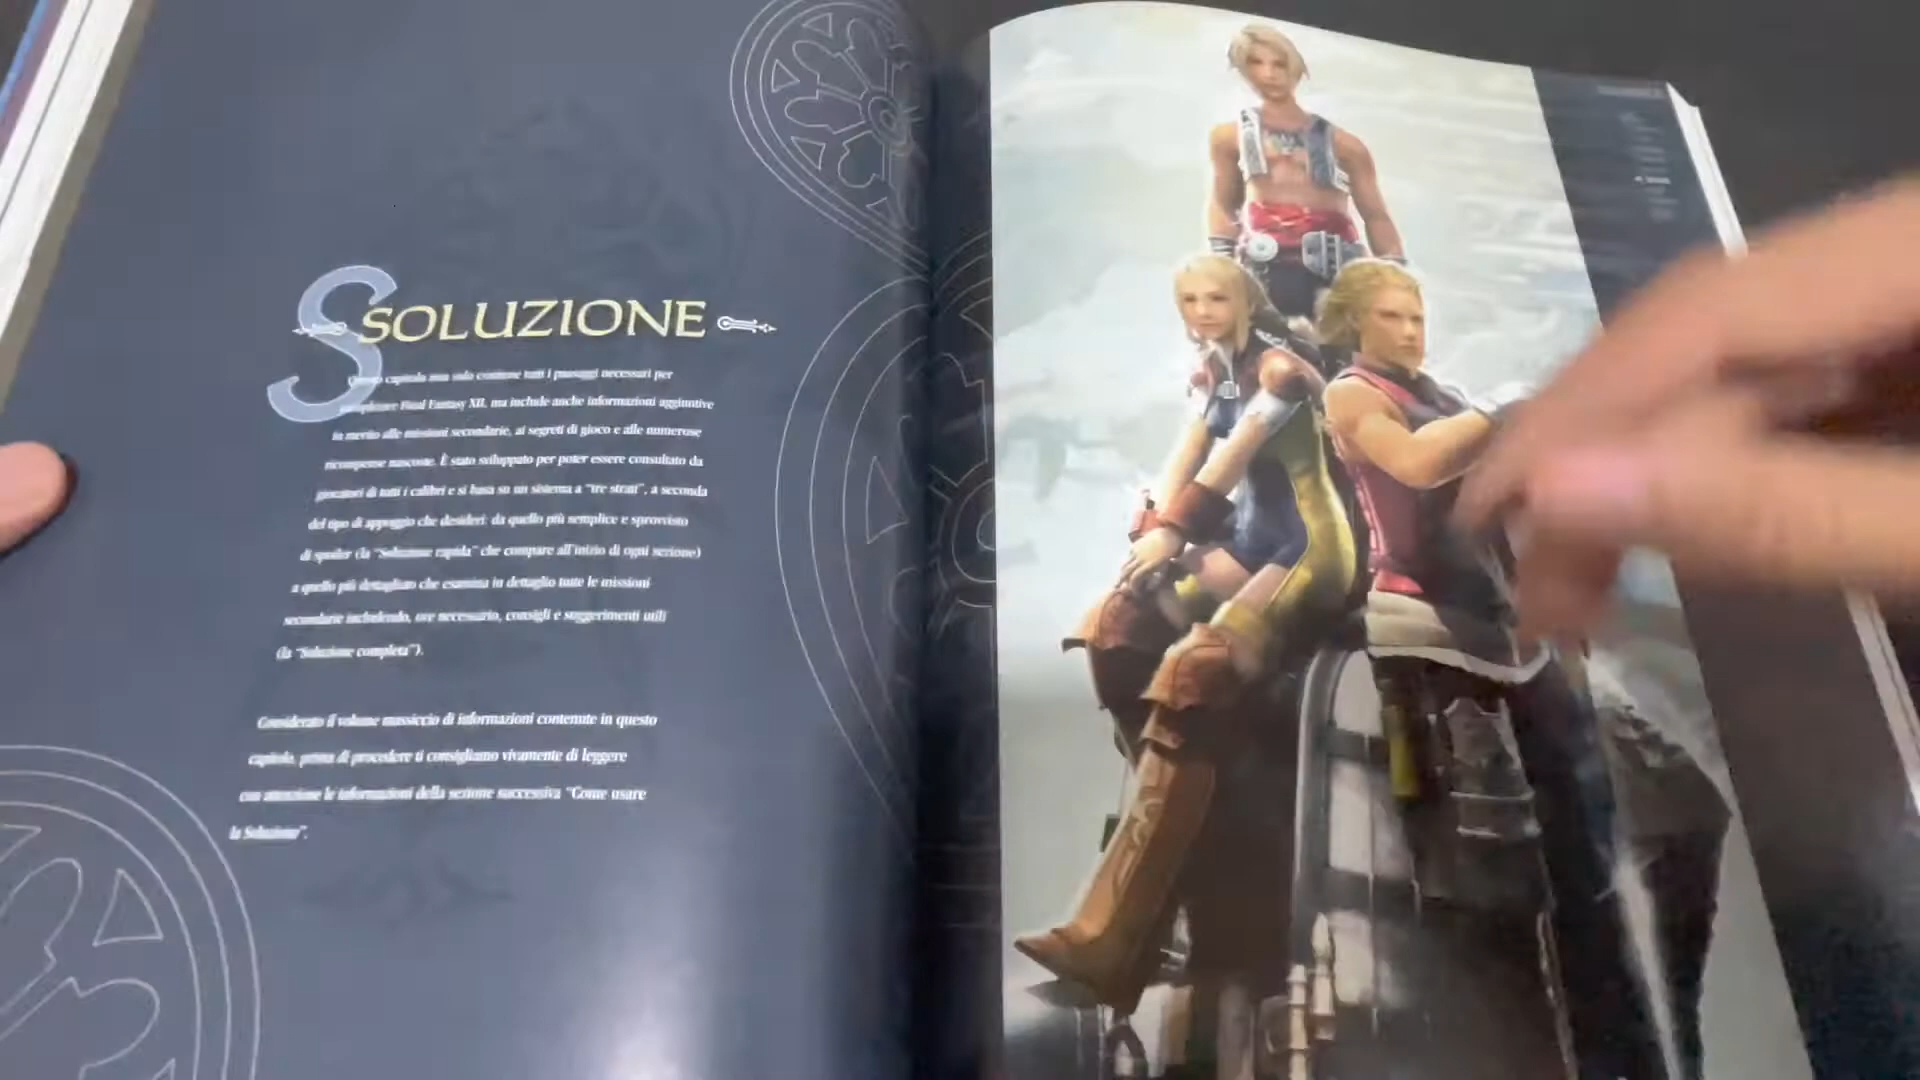 SOLUZIONE
capitolo non solo contiene tutti i passaggi necessari per
completare Final Fantasy XII, ma include anche informazioni aggiuntive
in merito alle missioni secondarie, ai segreti di gioco e alle numerose
ricompense nascoste. È stato sviluppato per poter essere consultato da
giocatori di tutti i calibri e si basa su un sistema a "tre strati", a seconda
del tipo di appoggio che desideri: da quello più semplice e sprovvisto
di spoiler (la "Soluzione rapida" che compare all'inizio di ogni sezione)
a quello più dettagliato che esamina in dettaglio tutte le missioni
secondarie includendo, ove necessario, consigli e suggerimenti utili
(la "Soluzione completa").
Considerato il volume massiccio di informazioni contenute in questo
capitolo, prima di procedere ti consigliamo vivamente di leggere
con attenzione le informazioni della sezione successiva "Come usare
la Soluzione".